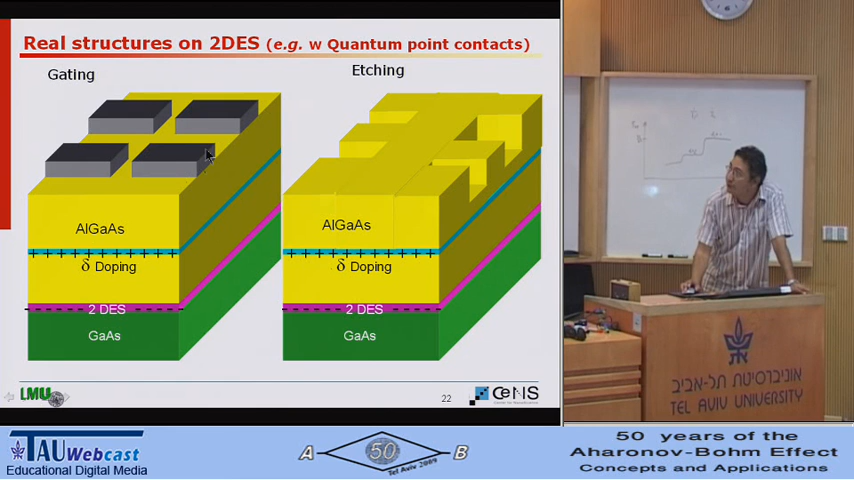 Real structures on 2DES (e.g. w Quantum point contacts)
Gating
Etching
AlGaAs
δ Doping
2 DES
GaAs
AlGaAs
δ Doping
2 DES
GaAs
LMU
22
CeNS
אוניברסיטת תל-אביב
TEL AVIV UNIVERSITY
TAU Webcast
Educational Digital Media
A 50 B
Tel Aviv 2009
50 years of the
Aharonov-Bohm Effect
Concepts and Applications